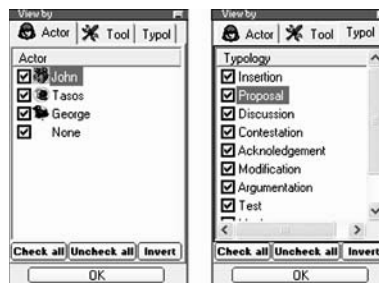 View by
Actor Tool Typol
Actor
John
Tasos
George
None
Check all Uncheck all Invert
OK
View by
Actor Tool Typol
Typology
Insertion
Proposal
Discussion
Contestation
Acknoledgement
Modification
Argumentation
Test
Check all Uncheck all Invert
OK